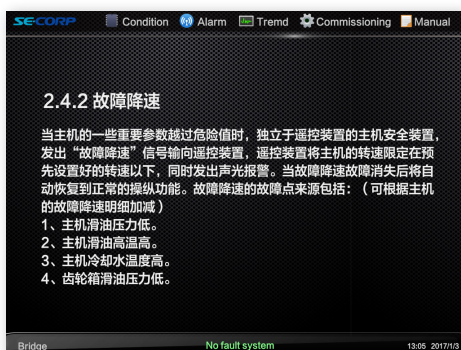 SE-CORP Condition Alarm Tremd Commissioning Manual
2.4.2 故障降速
当主机的一些重要参数越过危险值时，独立于遥控装置的主机安全装置，
发出“故障降速”信号输向遥控装置，遥控装置将主机的转速限定在预
先设置好的转速以下，同时发出声光报警。当故障降速故障消失后将自
动恢复到正常的操纵功能。故障降速的故障点来源包括：（可根据主机
的故障降速明细加减）
1、主机滑油压力低。
2、主机滑油高温高。
3、主机冷却水温度高。
4、齿轮箱滑油压力低。
Bridge No fault system 13:05 2017/1/3